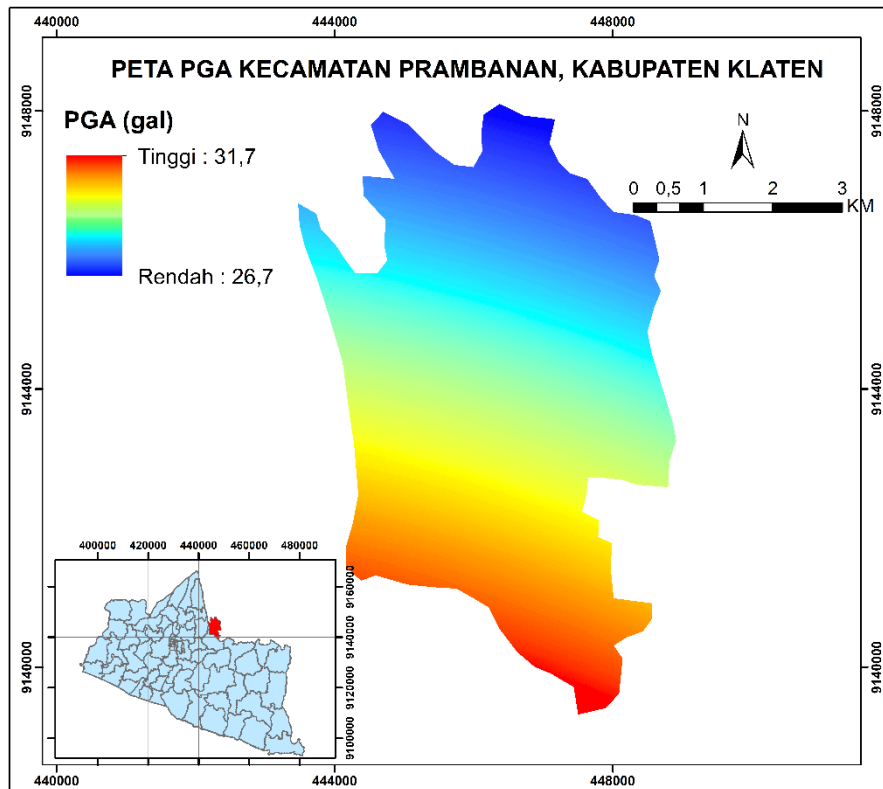 440000 444000 448000
PETA PGA KECAMATAN PRAMBANAN, KABUPATEN KLATEN
9148000 9148000
PGA (gal)
Tinggi : 31,7
Rendah : 26,7
N
0 0,5 1 2 3
KM
9144000 9144000
400000 420000 440000 460000 480000
9160000
9140000
9120000
9100000
9140000 9140000
440000 444000 448000